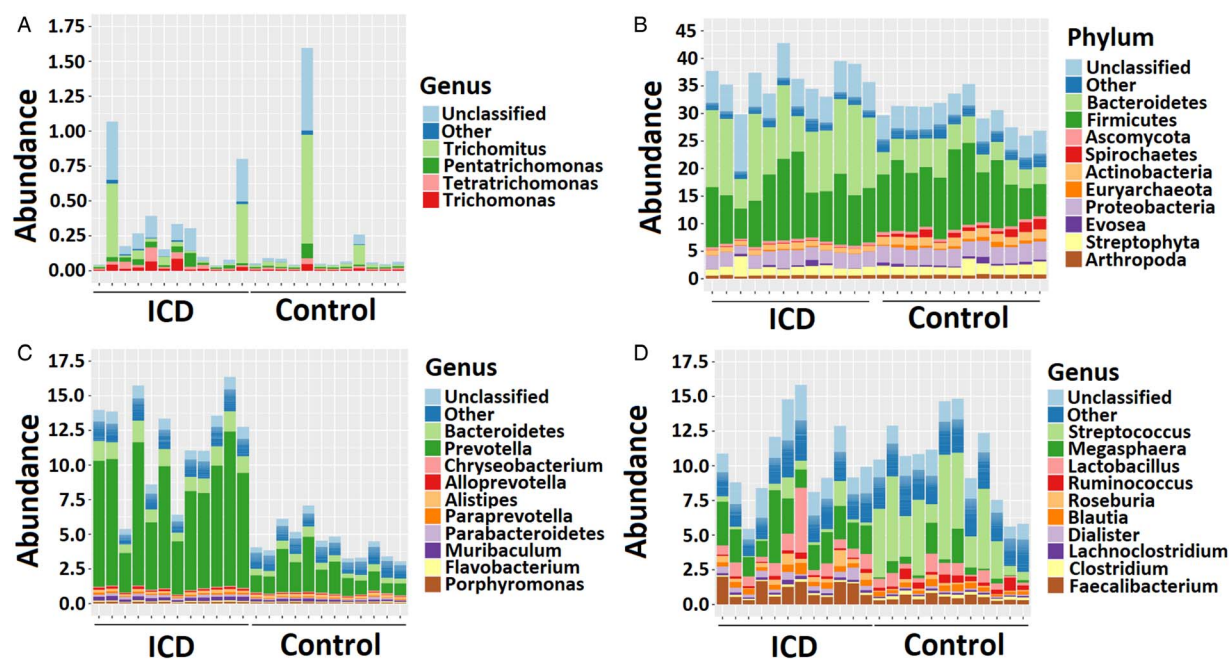 A
Abundance
1.75
1.50
1.25
1.00
0.75
0.50
0.25
0.00
ICD
Control
Genus
Unclassified
Other
Trichomitus
Pentatrichomonas
Tetratrichomonas
Trichomonas
B
Abundance
45
40
35
30
25
20
15
10
5
0
ICD
Control
Phylum
Unclassified
Other
Bacteroidetes
Firmicutes
Ascomycota
Spirochaetes
Actinobacteria
Euryarchaeota
Proteobacteria
Evosea
Streptophyta
Arthropoda
C
Abundance
17.5
15.0
12.5
10.0
7.5
5.0
2.5
0.0
ICD
Control
Genus
Unclassified
Other
Bacteroidetes
Prevotella
Chryseobacterium
Alloprevotella
Alistipes
Paraprevotella
Parabacteroidetes
Muribaculum
Flavobacterium
Porphyromonas
D
Abundance
17.5
15.0
12.5
10.0
7.5
5.0
2.5
0.0
ICD
Control
Genus
Unclassified
Other
Streptococcus
Megasphaera
Lactobacillus
Ruminococcus
Roseburia
Blautia
Dialister
Lachnoclostridium
Clostridium
Faecalibacterium